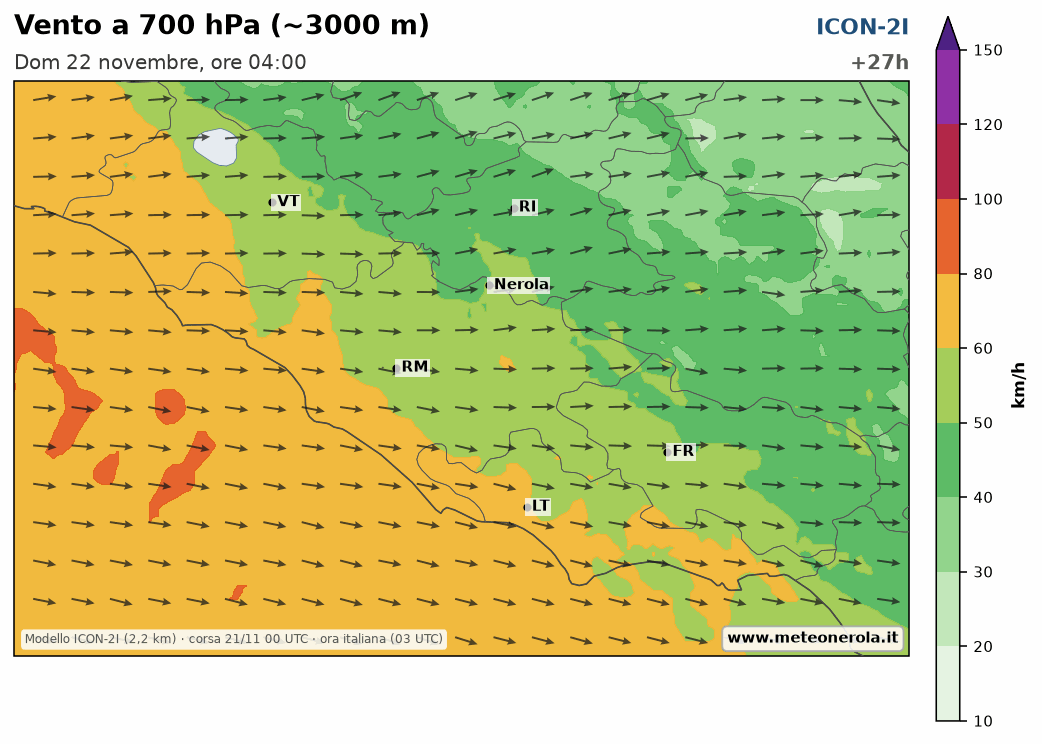 Vento a 700 hPa (~3000 m)
ICON-2I
Dom 22 novembre, ore 04:00
+27h
150
120
100
80
60
50
40
30
20
10
km/h
VT
RI
Nerola
RM
FR
LT
Modello ICON-2I (2,2 km) · corsa 21/11 00 UTC · ora italiana (03 UTC)
www.meteonerola.it